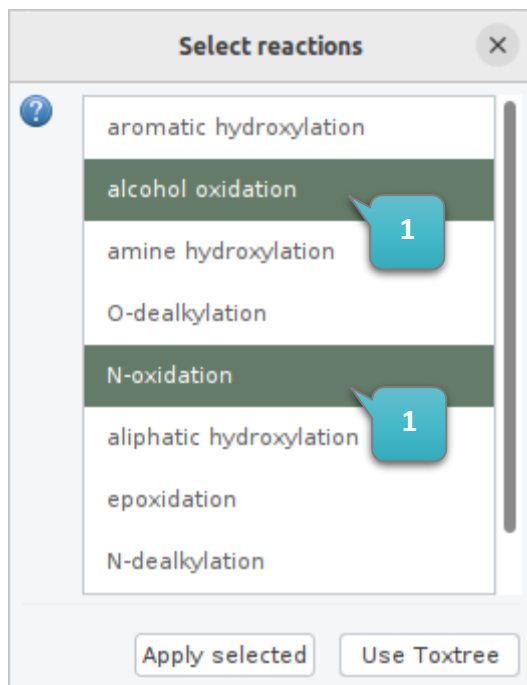 Select reactions
?
aromatic hydroxylation
alcohol oxidation
1
amine hydroxylation
O-dealkylation
N-oxidation
1
aliphatic hydroxylation
epoxidation
N-dealkylation
Apply selected
Use Toxtree